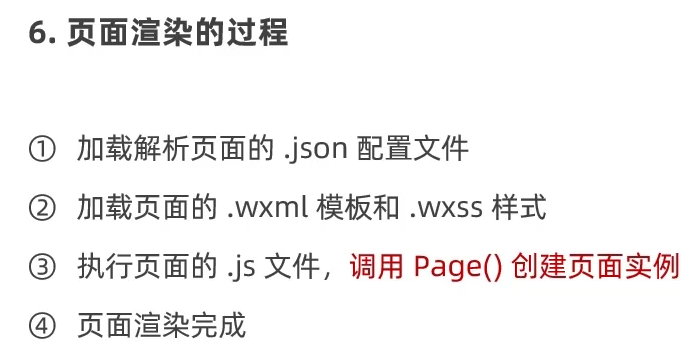 6. 页面渲染的过程
① 加载解析页面的 .json 配置文件
② 加载页面的 .wxml 模板和 .wxss 样式
③ 执行页面的 .js 文件，调用 Page() 创建页面实例
④ 页面渲染完成